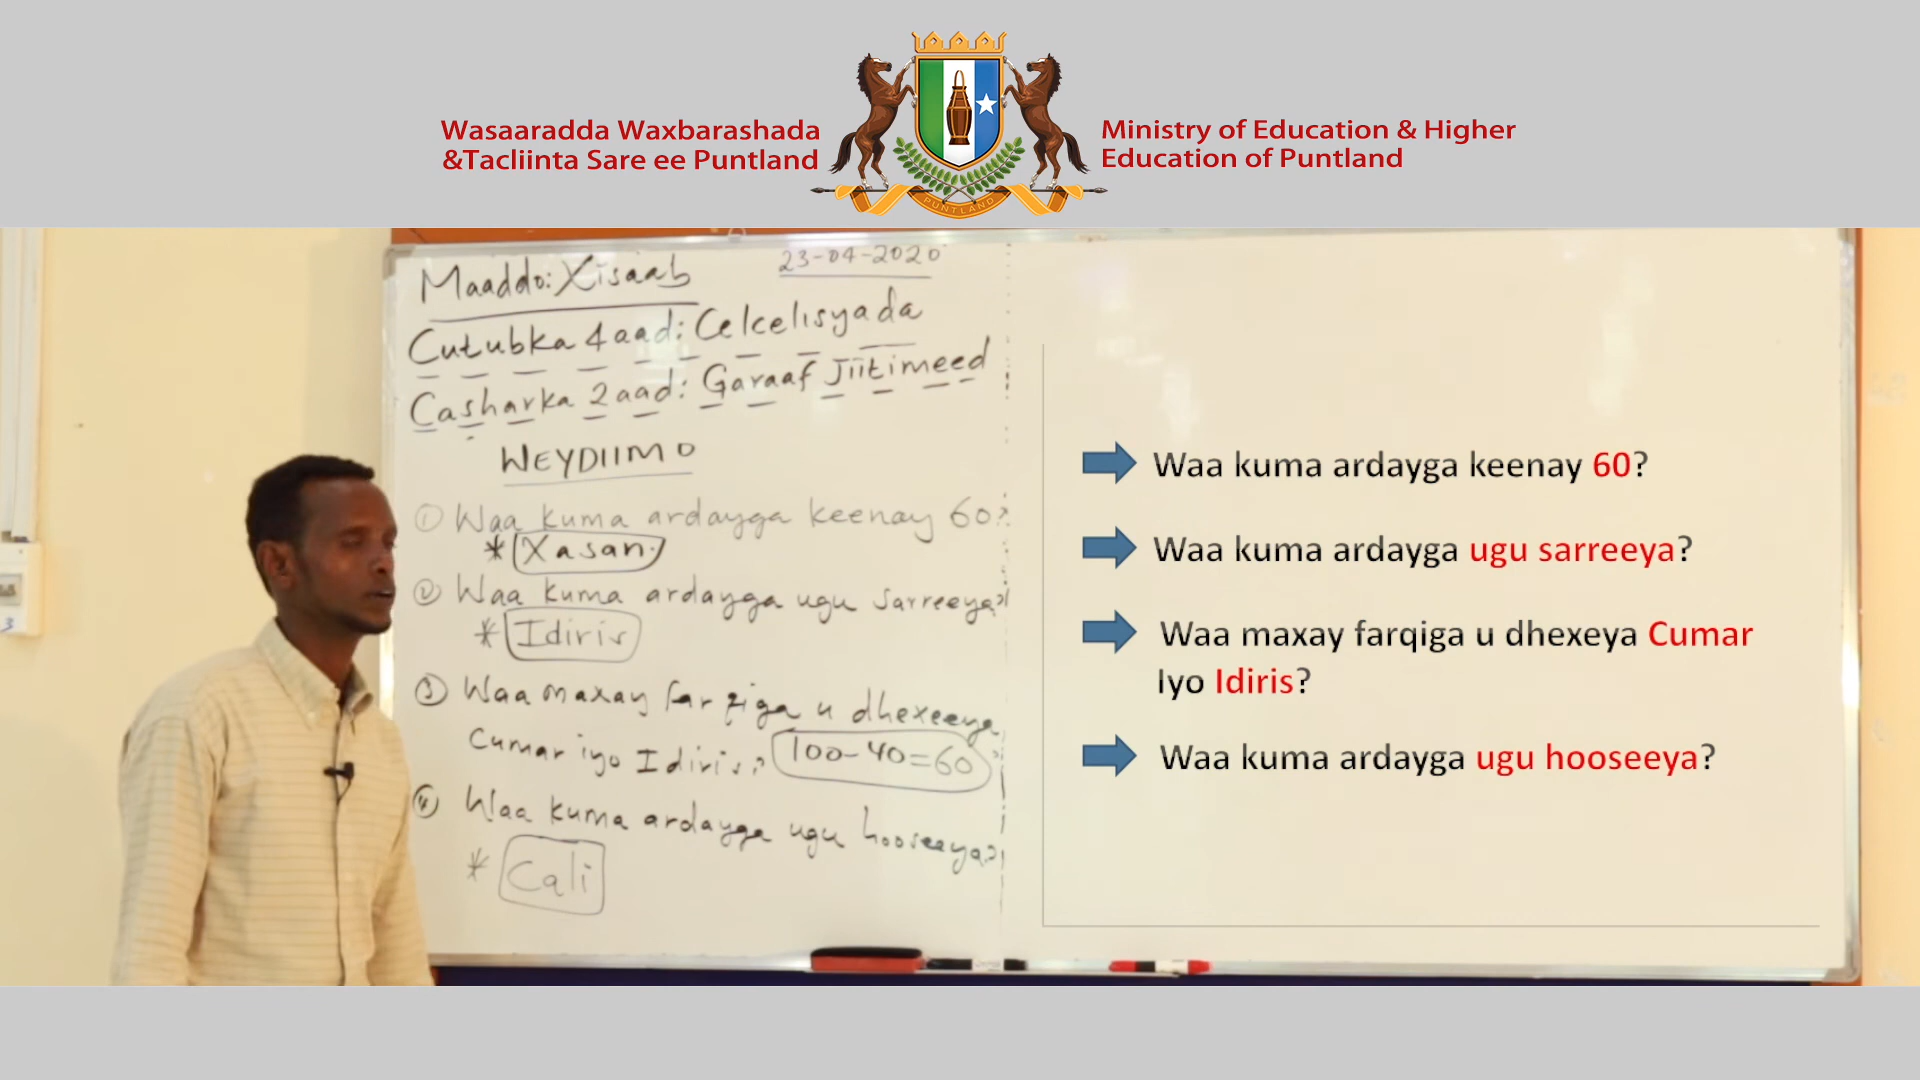 Wasaaradda Waxbarashada
&Tacliinta Sare ee Puntland
Ministry of Education & Higher
Education of Puntland
PUNTLAND
23-04-2020
Maaddo: Xisaab
Cutubka 4aad: Celcelisyada
Casharka 2aad: Garaaf Jiitimeed
WEYDIIMO
① Waa kuma ardayga keenay 60?
* Xasan.
② Waa kuma ardayga ugu sarreeya?
* Idiris
③ Waa maxay farqiga u dhexeeya
Cumar iyo Idiris? 100-40=60
④ Waa kuma ardayga ugu hooseeya?
* Cali
Waa kuma ardayga keenay 60?
Waa kuma ardayga ugu sarreeya?
Waa maxay farqiga u dhexeya Cumar
Iyo Idiris?
Waa kuma ardayga ugu hooseeya?
3